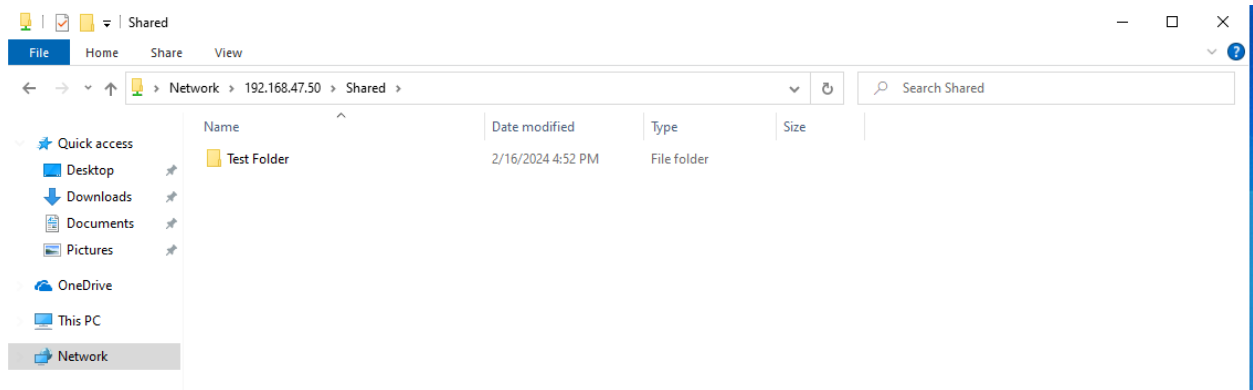 Shared
File Home Share View
Network > 192.168.47.50 > Shared >
Search Shared
Name Date modified Type Size
Quick access
Test Folder 2/16/2024 4:52 PM File folder
Desktop
Downloads
Documents
Pictures
OneDrive
This PC
Network